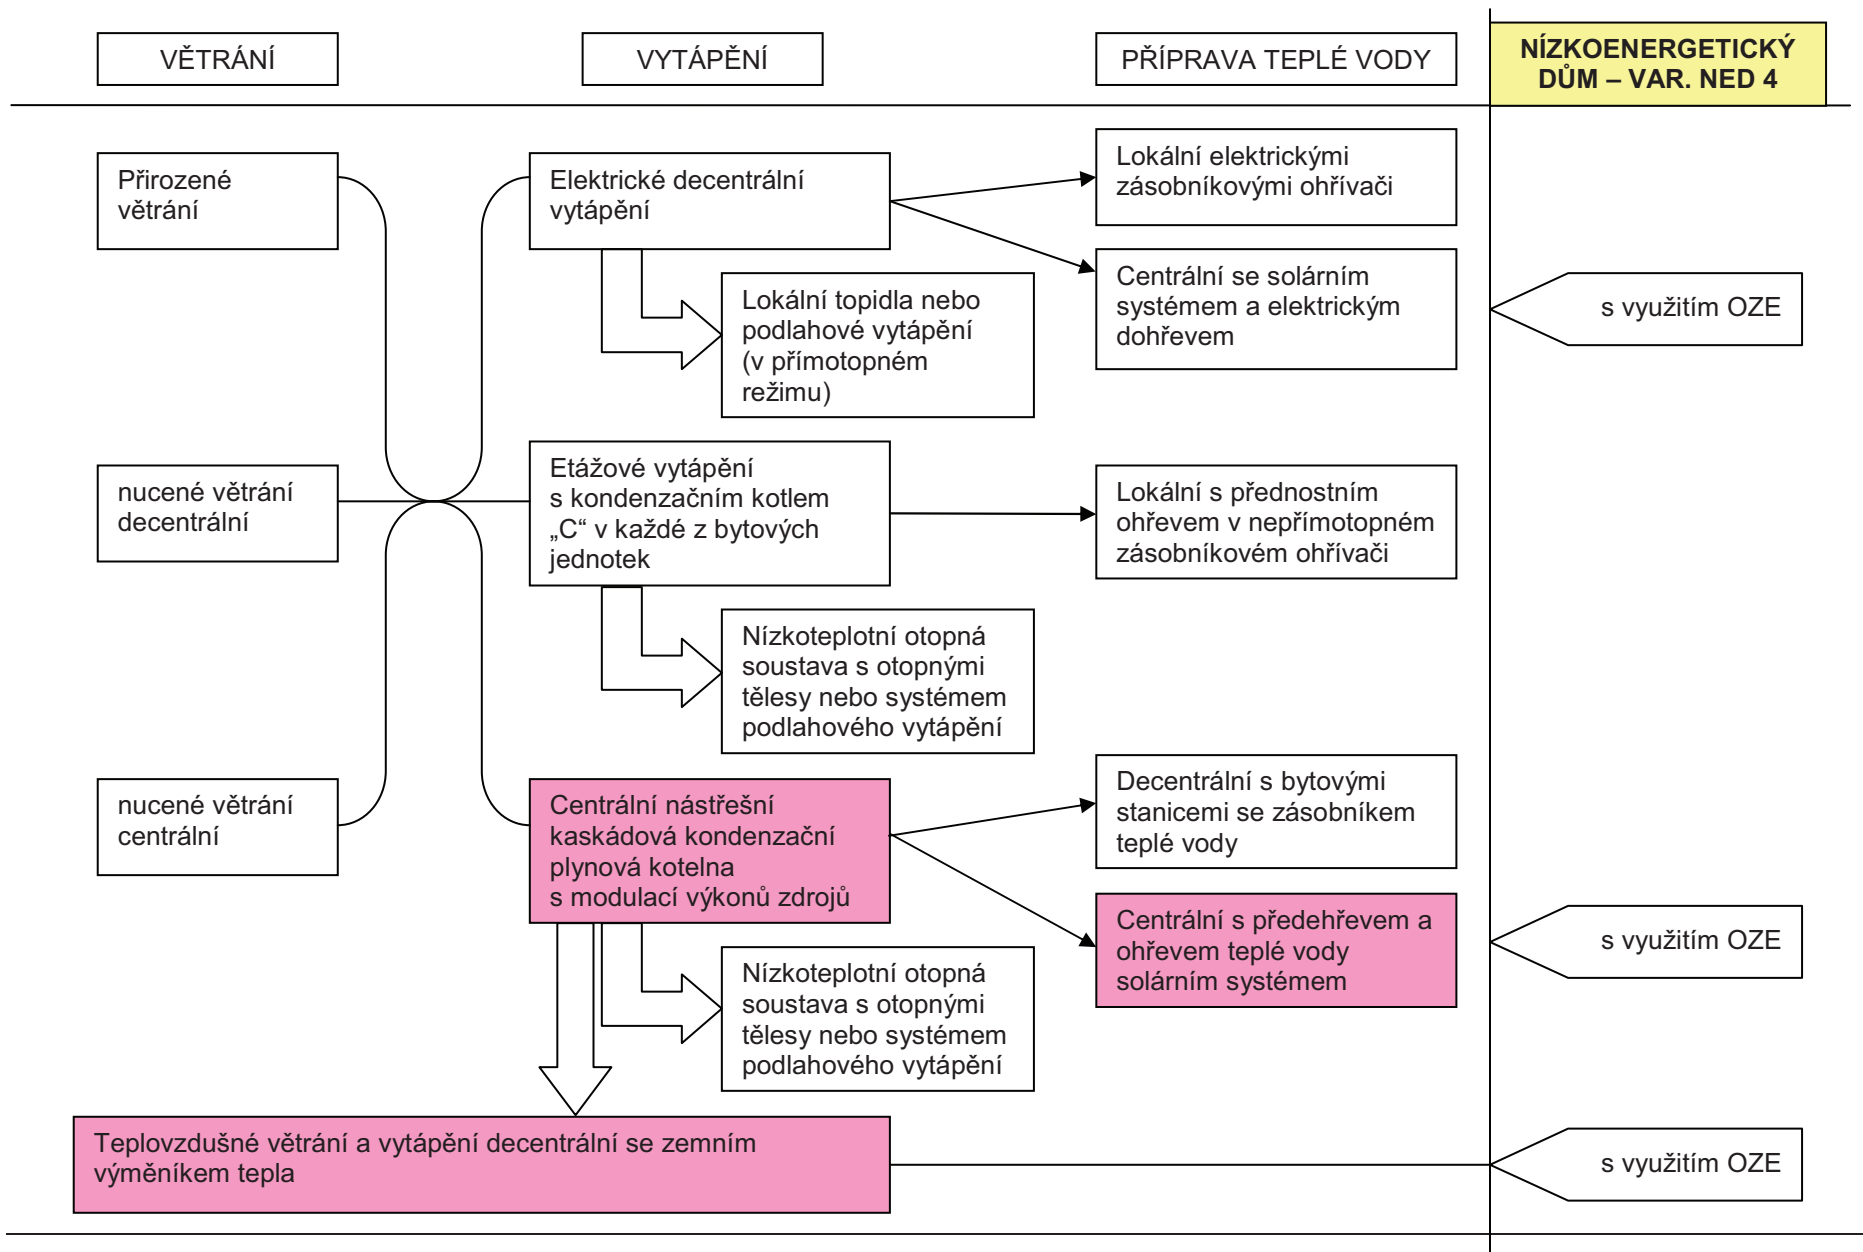 VĚTRÁNÍ
VYTÁPĚNÍ
PŘÍPRAVA TEPLÉ VODY
NÍZKOENERGETICKÝ
DŮM – VAR. NED 4
Přirozené
větrání
Elektrické decentrální
vytápění
Lokální elektrickými
zásobníkovými ohřívači
Centrální se solárním
systémem a elektrickým
dohřevem
s využitím OZE
Lokální topidla nebo
podlahové vytápění
(v přímotopném
režimu)
nucené větrání
decentrální
Etážové vytápění
s kondenzačním kotlem
„C“ v každé z bytových
jednotek
Lokální s přednostním
ohřevem v nepřímotopném
zásobníkovém ohřívači
Nízkoteplotní otopná
soustava s otopnými
tělesy nebo systémem
podlahového vytápění
nucené větrání
centrální
Centrální nástřešní
kaskádová kondenzační
plynová kotelna
s modulací výkonů zdrojů
Decentrální s bytovými
stanicemi se zásobníkem
teplé vody
Centrální s předehřevem a
ohřevem teplé vody
solárním systémem
s využitím OZE
Nízkoteplotní otopná
soustava s otopnými
tělesy nebo systémem
podlahového vytápění
Teplovzdušné větrání a vytápění decentrální se zemním
výměníkem tepla
s využitím OZE